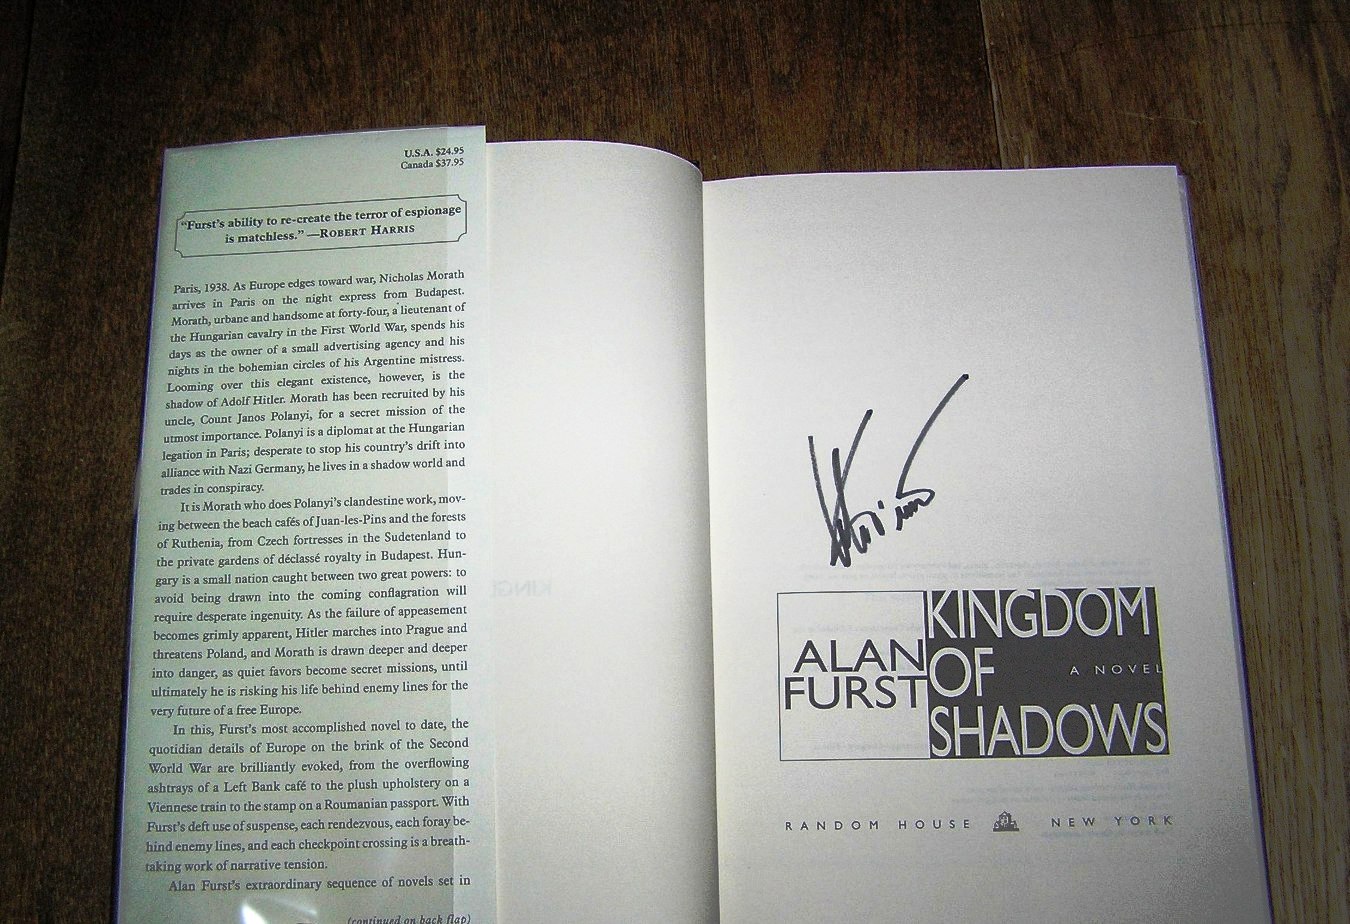 U.S.A. $24.95
Canada $37.95
"Furst's ability to re-create the terror of espionage
is matchless." —ROBERT HARRIS
Paris, 1938. As Europe edges toward war, Nicholas Morath
arrives in Paris on the night express from Budapest.
Morath, urbane and handsome at forty-four, a lieutenant of
the Hungarian cavalry in the First World War, spends his
days as the owner of a small advertising agency and his
nights in the bohemian circles of his Argentine mistress.
Looming over this elegant existence, however, is the
shadow of Adolf Hitler. Morath has been recruited by his
uncle, Count Janos Polanyi, for a secret mission of the
utmost importance. Polanyi is a diplomat at the Hungarian
legation in Paris; desperate to stop his country's drift into
alliance with Nazi Germany, he lives in a shadow world and
trades in conspiracy.
It is Morath who does Polanyi's clandestine work, mov-
ing between the beach cafés of Juan-les-Pins and the forests
of Ruthenia, from Czech fortresses in the Sudetenland to
the private gardens of déclassé royalty in Budapest. Hun-
gary is a small nation caught between two great powers: to
avoid being drawn into the coming conflagration will
require desperate ingenuity. As the failure of appeasement
becomes grimly apparent, Hitler marches into Prague and
threatens Poland, and Morath is drawn deeper and deeper
into danger, as quiet favors become secret missions, until
ultimately he is risking his life behind enemy lines for the
very future of a free Europe.
In this, Furst's most accomplished novel to date, the
quotidian details of Europe on the brink of the Second
World War are brilliantly evoked, from the overflowing
ashtrays of a Left Bank café to the plush upholstery on a
Viennese train to the stamp on a Roumanian passport. With
Furst's deft use of suspense, each rendezvous, each foray be-
hind enemy lines, and each checkpoint crossing is a breath-
taking work of narrative tension.
Alan Furst's extraordinary sequence of novels set in
(continued on back flap)
ALAN
FURST
KINGDOM
OF
A NOVEL
SHADOWS
RANDOM HOUSE NEW YORK